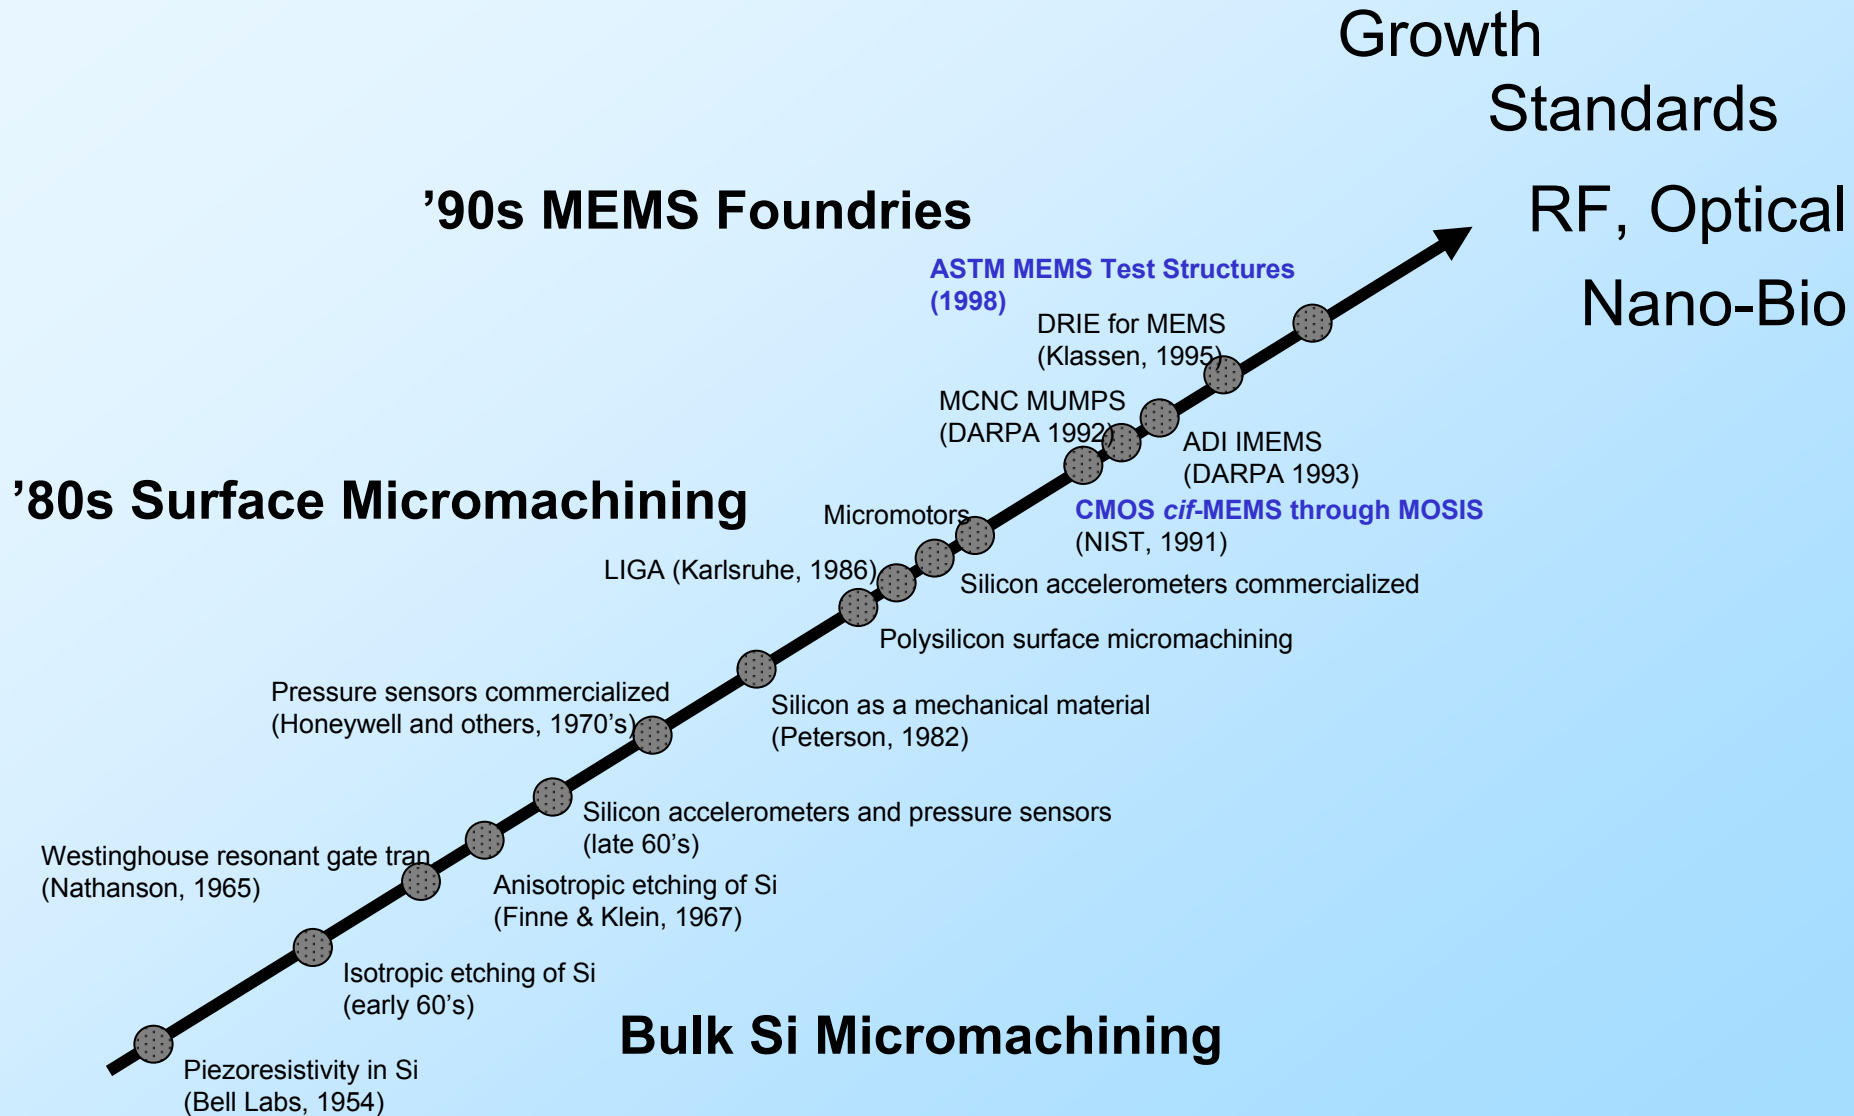 Growth
Standards
RF, Optical
Nano-Bio
’90s MEMS Foundries
ASTM MEMS Test Structures
(1998)
DRIE for MEMS
(Klassen, 1995)
MCNC MUMPS
(DARPA 1992)
ADI IMEMS
(DARPA 1993)
’80s Surface Micromachining
CMOS cif-MEMS through MOSIS
(NIST, 1991)
Micromotors
LIGA (Karlsruhe, 1986)
Silicon accelerometers commercialized
Polysilicon surface micromachining
Pressure sensors commercialized
(Honeywell and others, 1970’s)
Silicon as a mechanical material
(Peterson, 1982)
Silicon accelerometers and pressure sensors
(late 60’s)
Westinghouse resonant gate tran
(Nathanson, 1965)
Anisotropic etching of Si
(Finne & Klein, 1967)
Isotropic etching of Si
(early 60’s)
Bulk Si Micromachining
Piezoresistivity in Si
(Bell Labs, 1954)